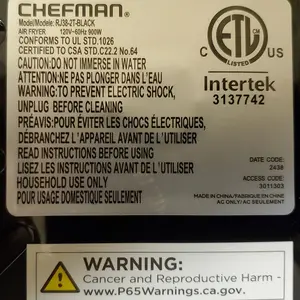 CHEFMAN®
Model/Modele: RJ38-2T-BLACK
AIR FRYER 120V~60Hz 900W
CONFORMS TO UL STD.1026
CERTIFIED TO CSA STD.C22.2 No.64
CAUTION:DO NOT IMMERSE IN WATER
ATTENTION:NE PAS PLONGER DANS L'EAU
WARNING:TO PREVENT ELECTRIC SHOCK,
UNPLUG BEFORE CLEANING
AVERTISSEMENT:POUR ÉVITER LES CHOCS ÉLECTRIQUES,
DÉBRANCHEZ L'APPAREIL AVANT DE L'UTILISER
READ INSTRUCTIONS BEFORE USING
LISEZ LES INSTRUCTIONS AVANT DE L'UTILISER
HOUSEHOLD USE ONLY
POUR USAGE DOMESTIQUE SEULEMENT
ETL
CM
LISTED
C US
Intertek
3137742
DATE CODE:
2438
ACCESS CODE:
3011303
MADE IN CHINA/FABRIQUÉ EN CHINE
AC ONLY/ AC SEULEMENT
WARNING:
Cancer and Reproductive Harm -
www.P65Warnings.ca.gov.